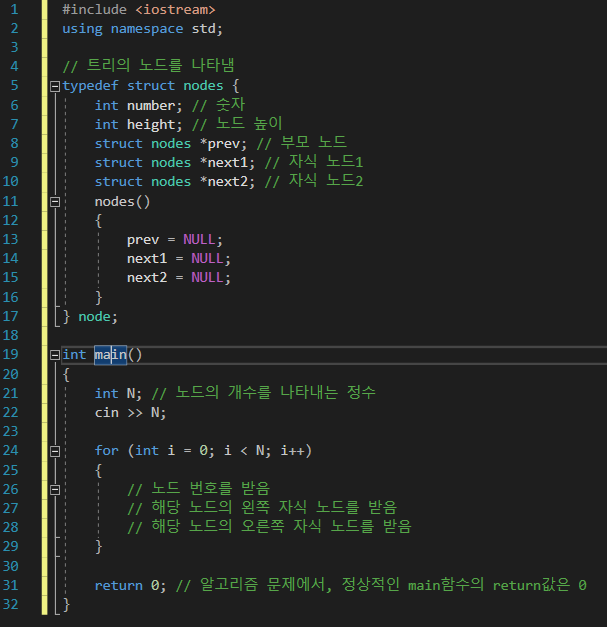 1 #include <iostream>
2 using namespace std;
3
4 // 트리의 노드를 나타냄
5 typedef struct nodes {
6     int number; // 숫자
7     int height; // 노드 높이
8     struct nodes *prev; // 부모 노드
9     struct nodes *next1; // 자식 노드1
10     struct nodes *next2; // 자식 노드2
11     nodes()
12     {
13         prev = NULL;
14         next1 = NULL;
15         next2 = NULL;
16     }
17 } node;
18
19 int main()
20 {
21     int N; // 노드의 개수를 나타내는 정수
22     cin >> N;
23
24     for (int i = 0; i < N; i++)
25     {
26         // 노드 번호를 받음
27         // 해당 노드의 왼쪽 자식 노드를 받음
28         // 해당 노드의 오른쪽 자식 노드를 받음
29     }
30
31     return 0; // 알고리즘 문제에서, 정상적인 main함수의 return값은 0
32 }